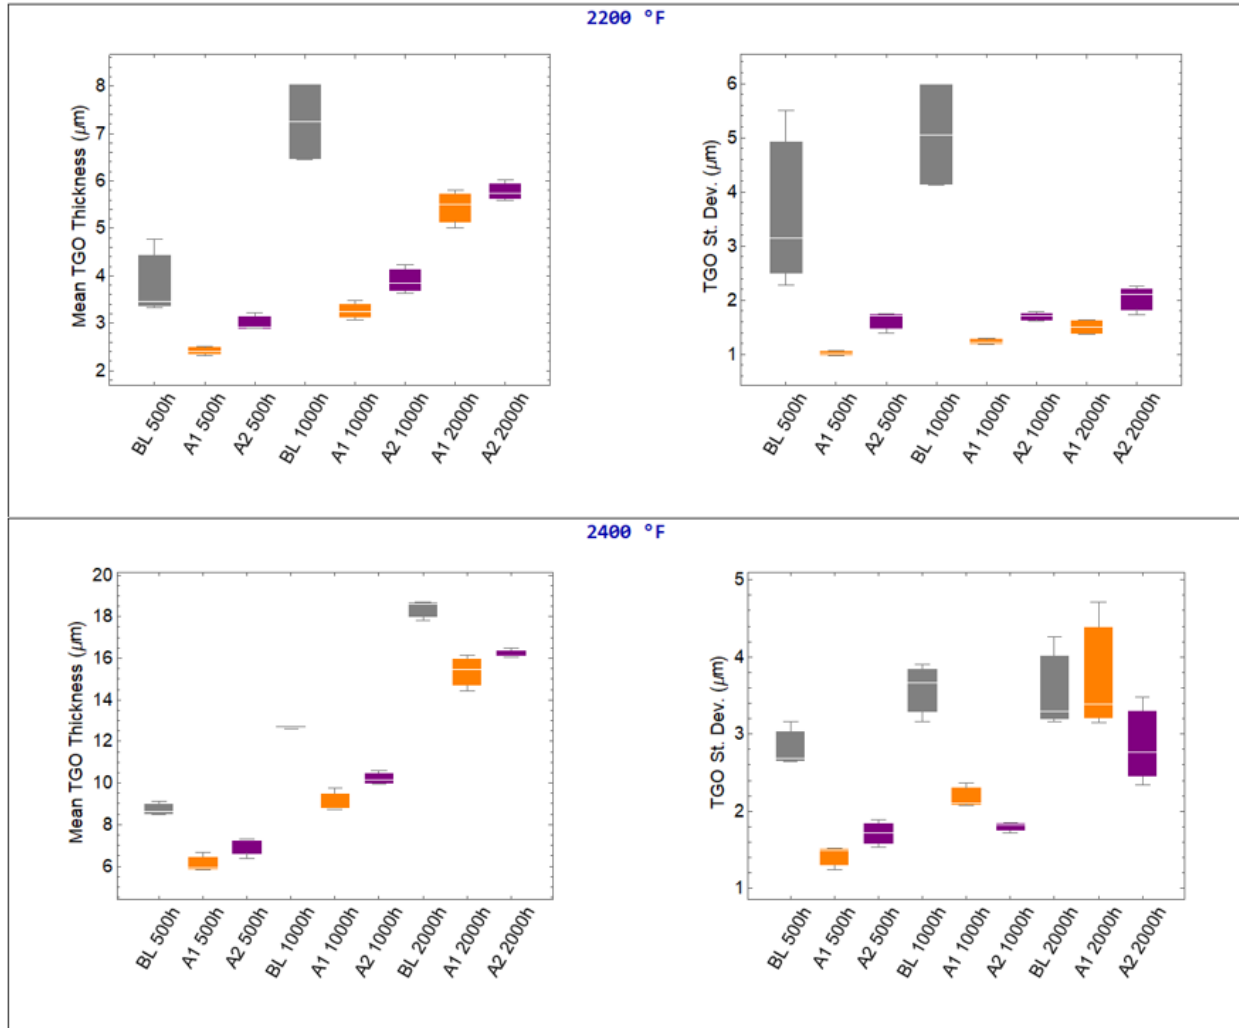 2200 °F
Mean TGO Thickness (μm)
8
7
6
5
4
3
2
BL 500h
A1 500h
A2 500h
BL 1000h
A1 1000h
A2 1000h
A1 2000h
A2 2000h
TGO St. Dev. (μm)
6
5
4
3
2
1
BL 500h
A1 500h
A2 500h
BL 1000h
A1 1000h
A2 1000h
A1 2000h
A2 2000h
2400 °F
Mean TGO Thickness (μm)
20
18
16
14
12
10
8
6
BL 500h
A1 500h
A2 500h
BL 1000h
A1 1000h
A2 1000h
BL 2000h
A1 2000h
A2 2000h
TGO St. Dev. (μm)
5
4
3
2
1
BL 500h
A1 500h
A2 500h
BL 1000h
A1 1000h
A2 1000h
BL 2000h
A1 2000h
A2 2000h